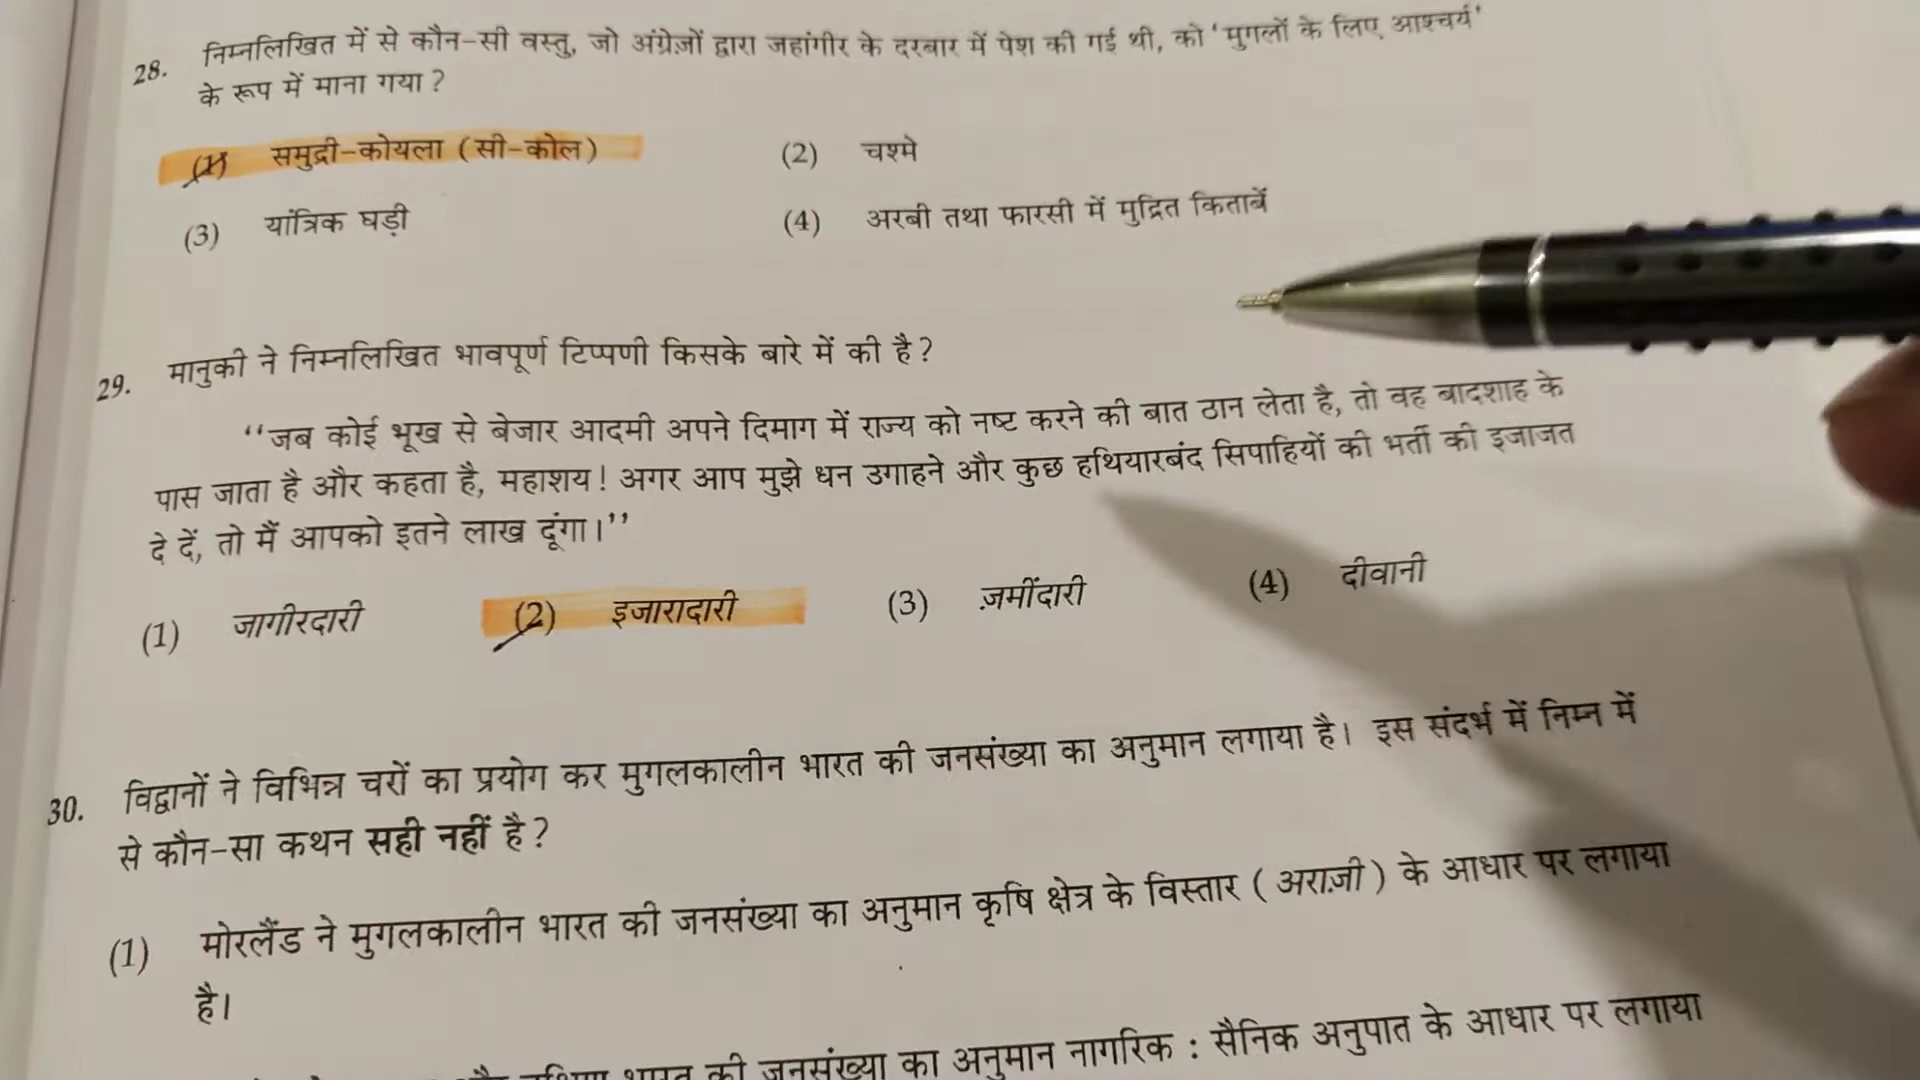 28. निम्नलिखित में से कौन-सी वस्तु, जो अंग्रेज़ों द्वारा जहांगीर के दरबार में पेश की गई थी, को 'मुगलों के लिए आश्चर्य'
के रूप में माना गया ?
(1) समुद्री-कोयला (सी-कोल) (2) चश्मे
(3) यांत्रिक घड़ी (4) अरबी तथा फारसी में मुद्रित किताबें
29. मानुकी ने निम्नलिखित भावपूर्ण टिप्पणी किसके बारे में की है ?
"जब कोई भूख से बेजार आदमी अपने दिमाग में राज्य को नष्ट करने की बात ठान लेता है, तो वह बादशाह के
पास जाता है और कहता है, महाशय ! अगर आप मुझे धन उगाहने और कुछ हथियारबंद सिपाहियों की भर्ती की इजाजत
दे दें, तो मैं आपको इतने लाख दूंगा।"
(1) जागीरदारी (2) इजारादारी (3) ज़मींदारी (4) दीवानी
30. विद्वानों ने विभिन्न चरों का प्रयोग कर मुगलकालीन भारत की जनसंख्या का अनुमान लगाया है। इस संदर्भ में निम्न में
से कौन-सा कथन सही नहीं है ?
(1) मोरलैंड ने मुगलकालीन भारत की जनसंख्या का अनुमान कृषि क्षेत्र के विस्तार ( अराज़ी ) के आधार पर लगाया
है।
भारत की जनसंख्या का अनुमान नागरिक : सैनिक अनुपात के आधार पर लगाया